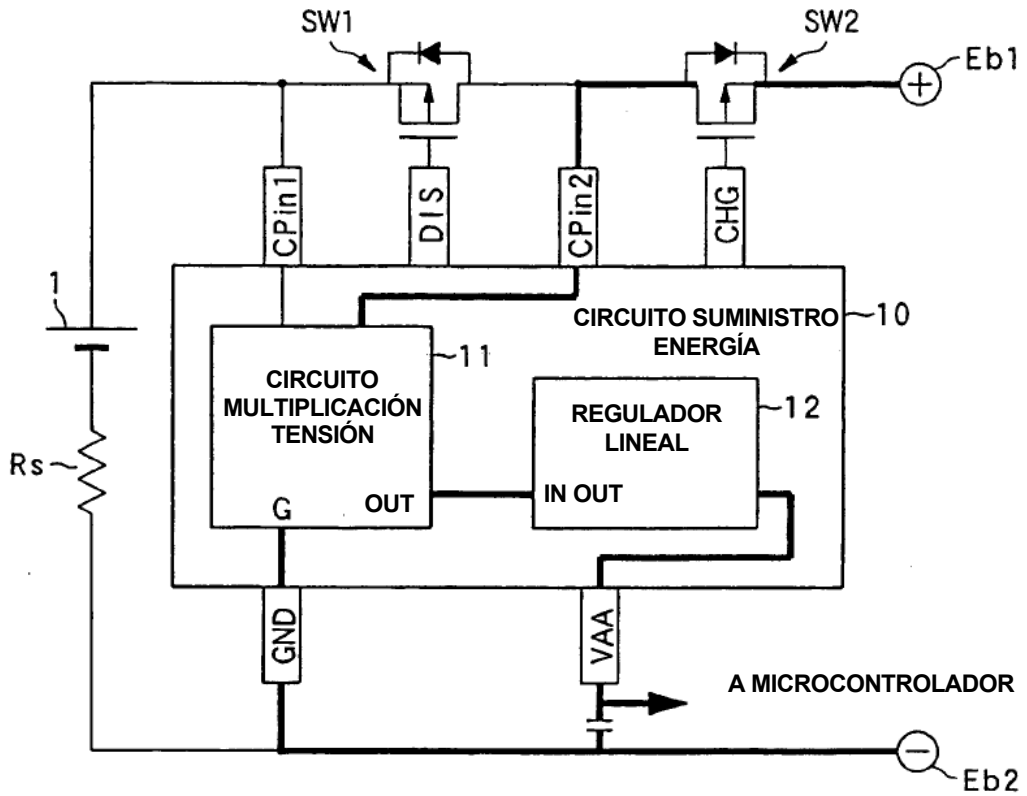 SW1
SW2
Eb1
+
CPin1
DIS
CPin2
CHG
1
CIRCUITO SUMINISTRO
ENERGÍA
10
11
CIRCUITO
MULTIPLICACIÓN
TENSIÓN
12
REGULADOR
LINEAL
Rs
OUT
IN OUT
G
GND
VAA
A MICROCONTROLADOR
−
Eb2